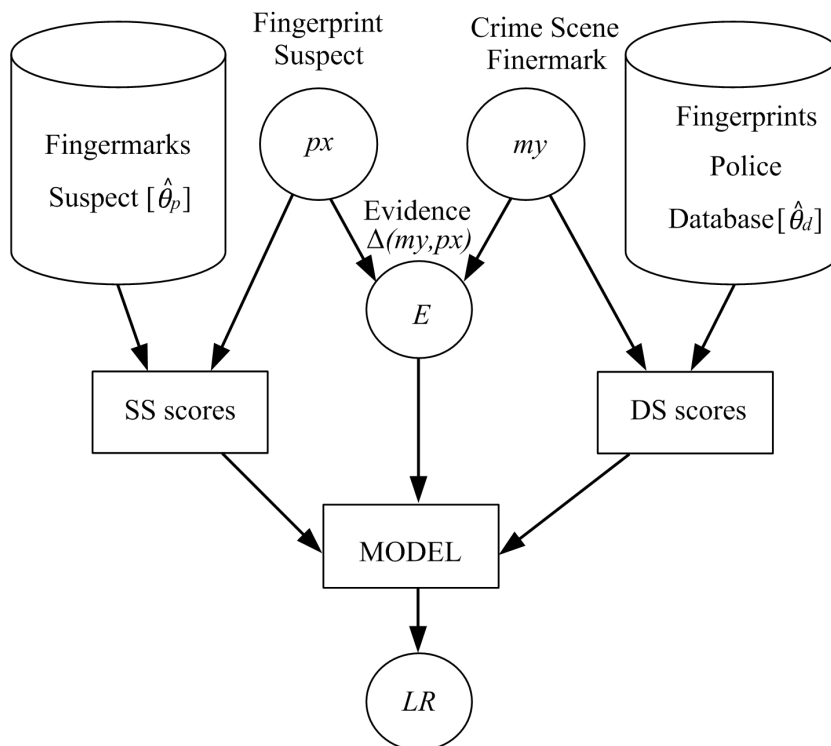 Fingerprint
Suspect
Crime Scene
Finermark
Fingermarks
Suspect [θ̂p]
px
my
Fingerprints
Police
Database[θ̂d]
Evidence
Δ(my,px)
E
SS scores
DS scores
MODEL
LR